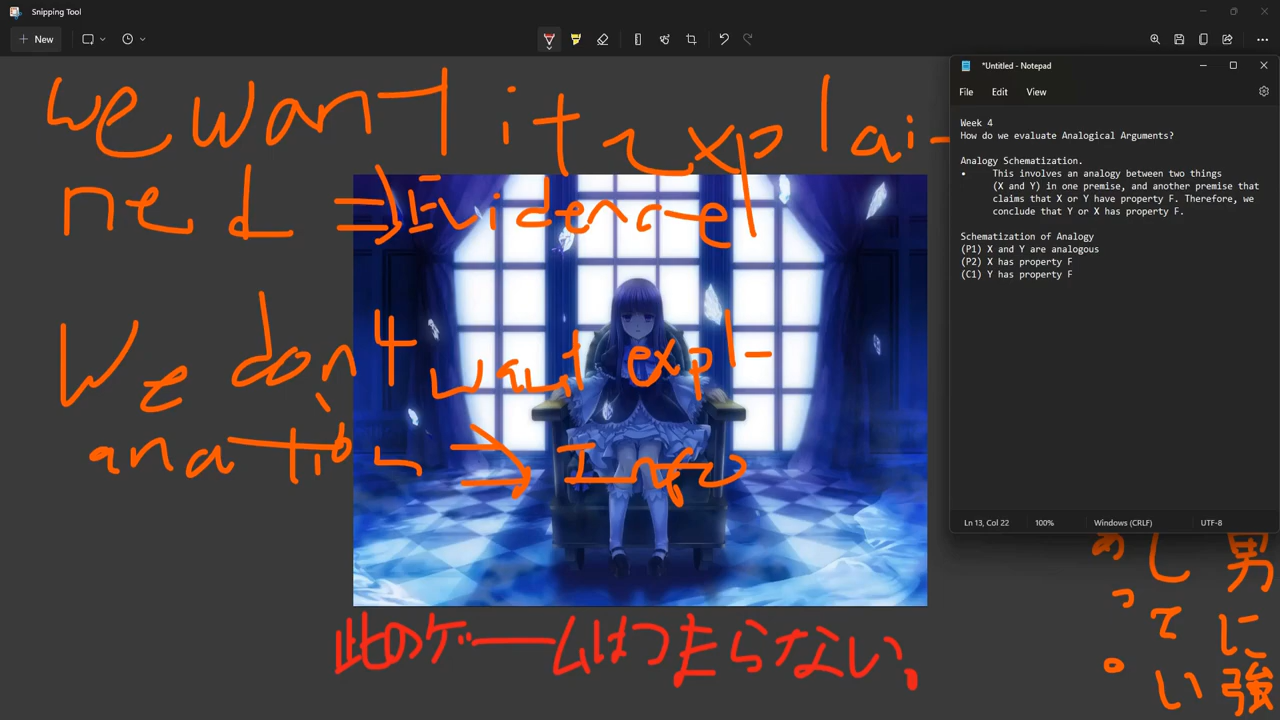 Snipping Tool
New
we want it explai-
ned ⇒ Evidence
We don't want expl-
anation ⇒ Info
此のゲームはつまらない。
*Untitled - Notepad
File Edit View
Week 4
How do we evaluate Analogical Arguments?
Analogy Schematization.
• This involves an analogy between two things
(X and Y) in one premise, and another premise that
claims that X or Y have property F. Therefore, we
conclude that Y or X has property F.
Schematization of Analogy
(P1) X and Y are analogous
(P2) X has property F
(C1) Y has property F
Ln 13, Col 22 100% Windows (CRLF) UTF-8
男に強
してい
あっ。